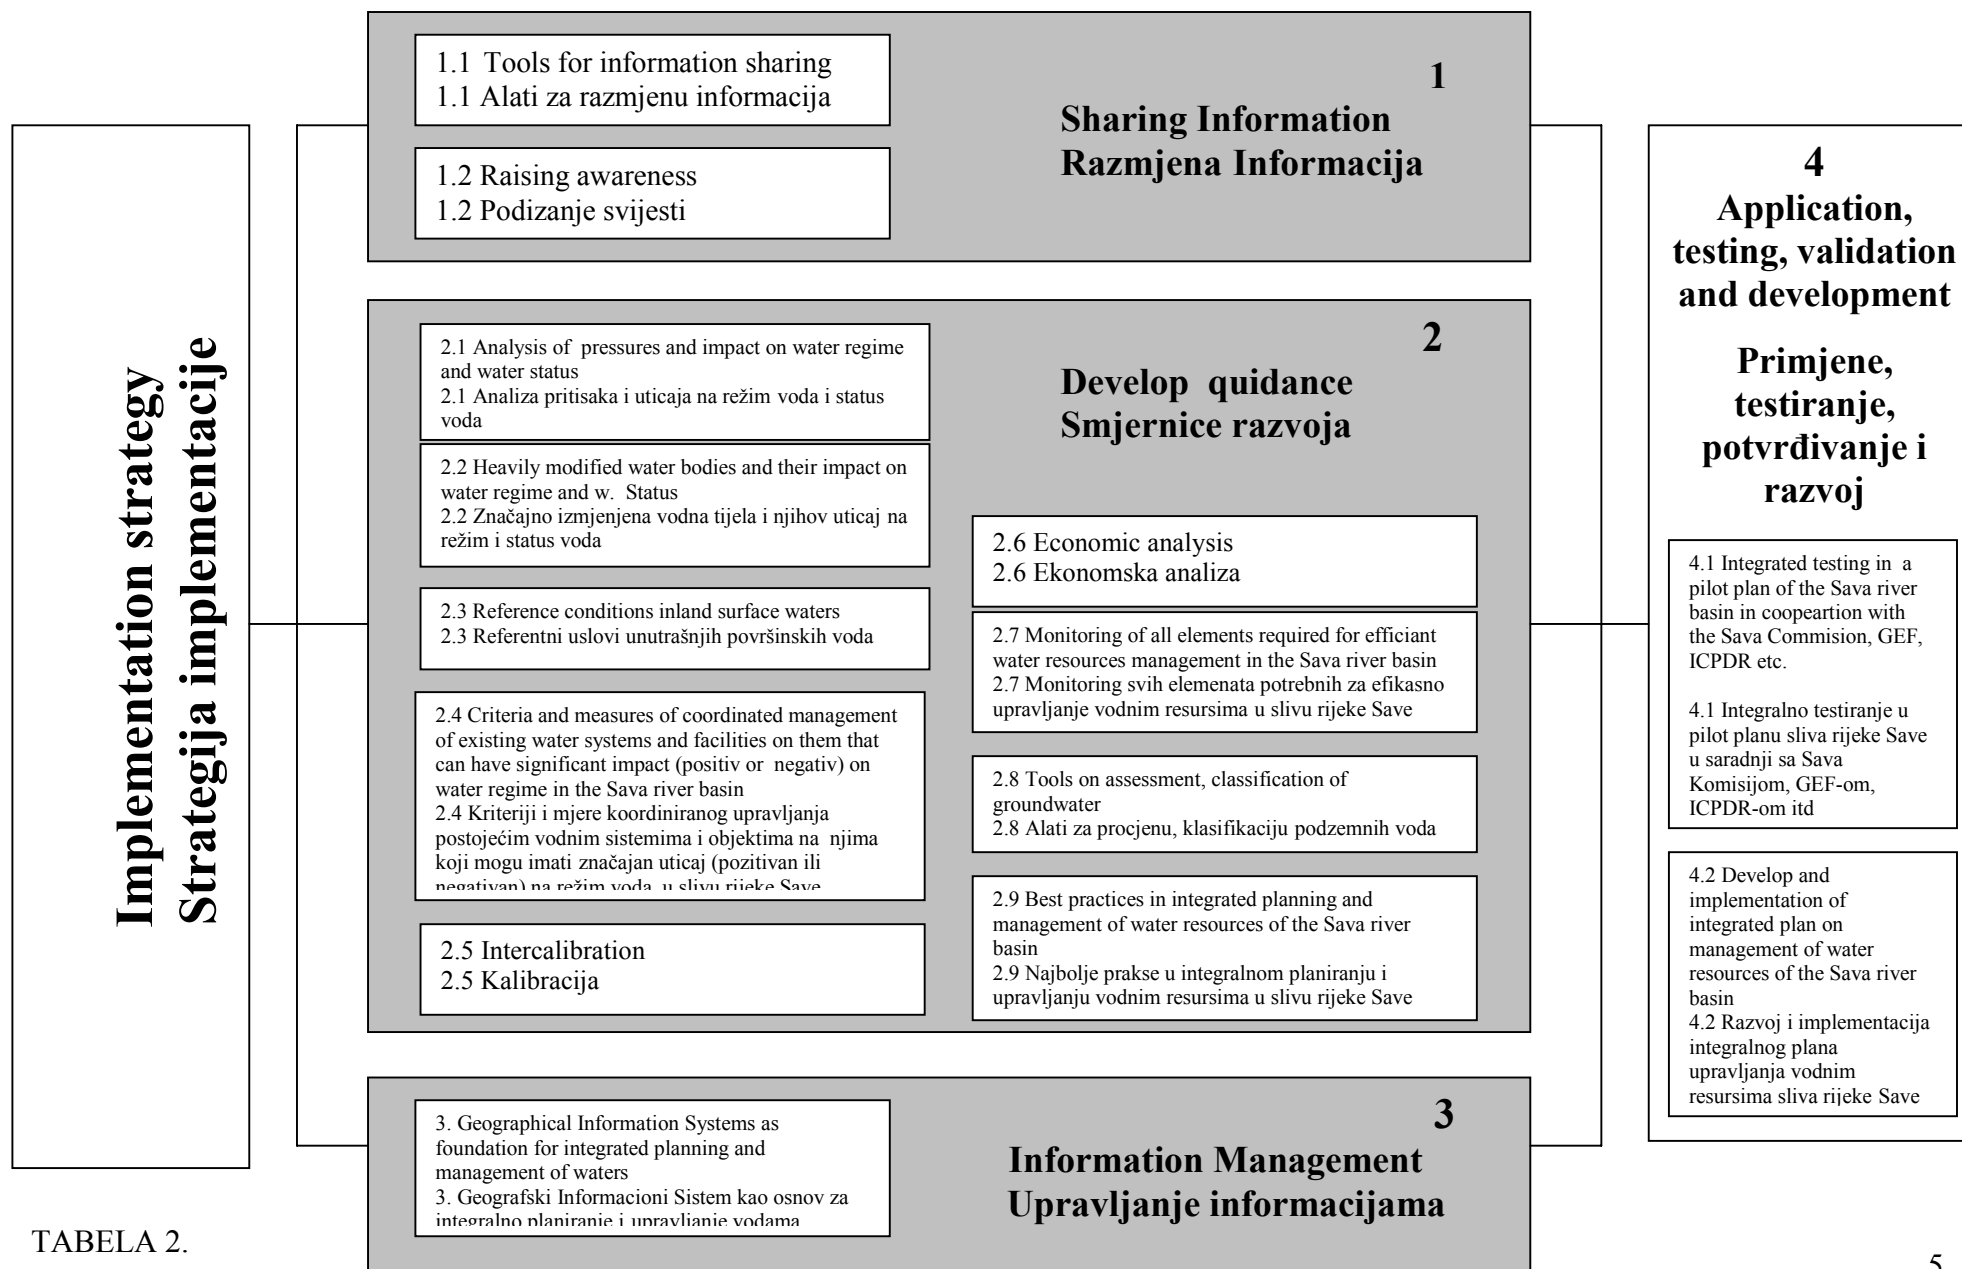 Implementation strategy
Strategija implementacije
1.1 Tools for information sharing
1.1 Alati za razmjenu informacija
1.2 Raising awareness
1.2 Podizanje svijesti
1
Sharing Information
Razmjena Informacija
2.1 Analysis of pressures and impact on water regime
and water status
2.1 Analiza pritisaka i uticaja na režim voda i status
voda
2.2 Heavily modified water bodies and their impact on
water regime and w. Status
2.2 Značajno izmjenjena vodna tijela i njihov uticaj na
režim i status voda
2.3 Reference conditions inland surface waters
2.3 Referentni uslovi unutrašnjih površinskih voda
2.4 Criteria and measures of coordinated management
of existing water systems and facilities on them that
can have significant impact (positiv or negativ) on
water regime in the Sava river basin
2.4 Kriteriji i mjere koordiniranog upravljanja
postojećim vodnim sistemima i objektima na njima
koji mogu imati značajan uticaj (pozitivan ili
negativan) na režim voda u slivu rijeke Save
2.5 Intercalibration
2.5 Kalibracija
2
Develop quidance
Smjernice razvoja
2.6 Economic analysis
2.6 Ekonomska analiza
2.7 Monitoring of all elements required for efficiant
water resources management in the Sava river basin
2.7 Monitoring svih elemenata potrebnih za efikasno
upravljanje vodnim resursima u slivu rijeke Save
2.8 Tools on assessment, classification of
groundwater
2.8 Alati za procjenu, klasifikaciju podzemnih voda
2.9 Best practices in integrated planning and
management of water resources of the Sava river
basin
2.9 Najbolje prakse u integralnom planiranju i
upravljanju vodnim resursima u slivu rijeke Save
3. Geographical Information Systems as
foundation for integrated planning and
management of waters
3. Geografski Informacioni Sistem kao osnov za
integralno planiranje i upravljanje vodama
3
Information Management
Upravljanje informacijama
4
Application,
testing, validation
and development
Primjene,
testiranje,
potvrđivanje i
razvoj
4.1 Integrated testing in a
pilot plan of the Sava river
basin in coopeartion with
the Sava Commision, GEF,
ICPDR etc.
4.1 Integralno testiranje u
pilot planu sliva rijeke Save
u saradnji sa Sava
Komisijom, GEF-om,
ICPDR-om itd
4.2 Develop and
implementation of
integrated plan on
management of water
resources of the Sava river
basin
4.2 Razvoj i implementacija
integralnog plana
upravljanja vodnim
resursima sliva rijeke Save
TABELA 2.
5